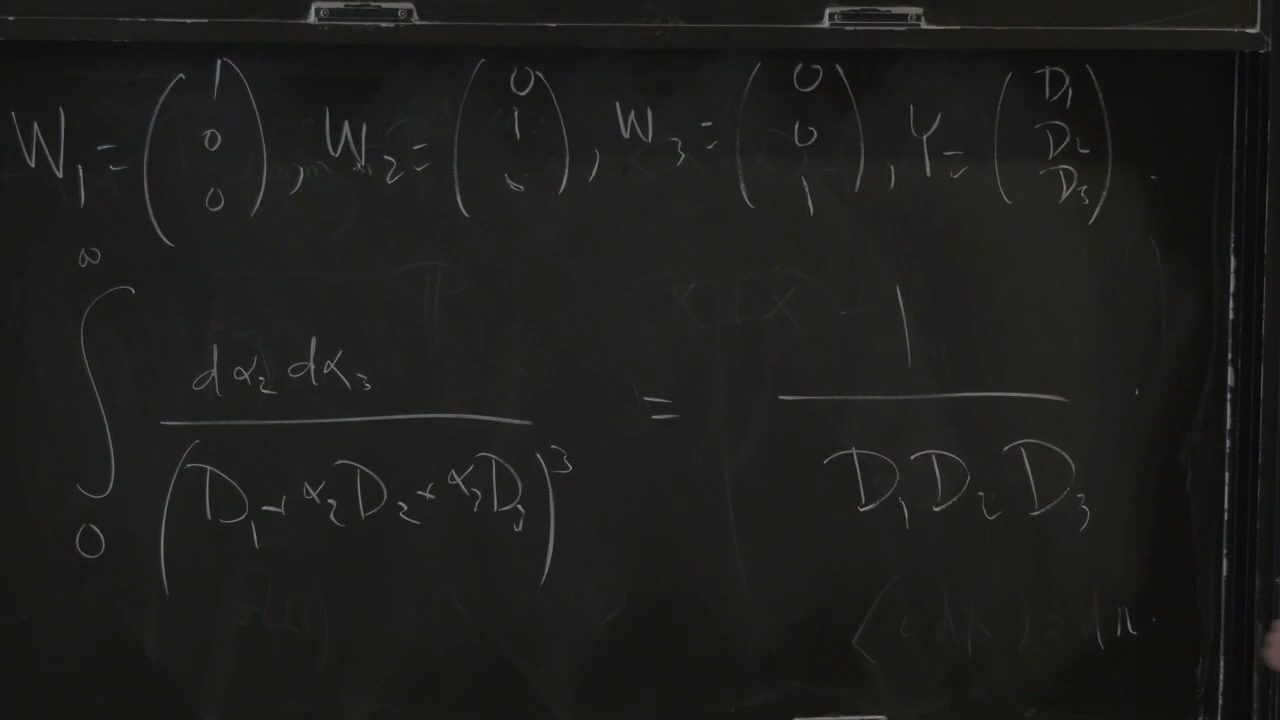 W₁ = (1 0 0), W₂ = (0 1 0), W₃ = (0 0 1), Y = (D₁ D₂ D₃).
∫₀^∞ dα₂ dα₃ / (D₁ + α₂D₂ + α₃D₃)³ = 1 / D₁D₂D₃.